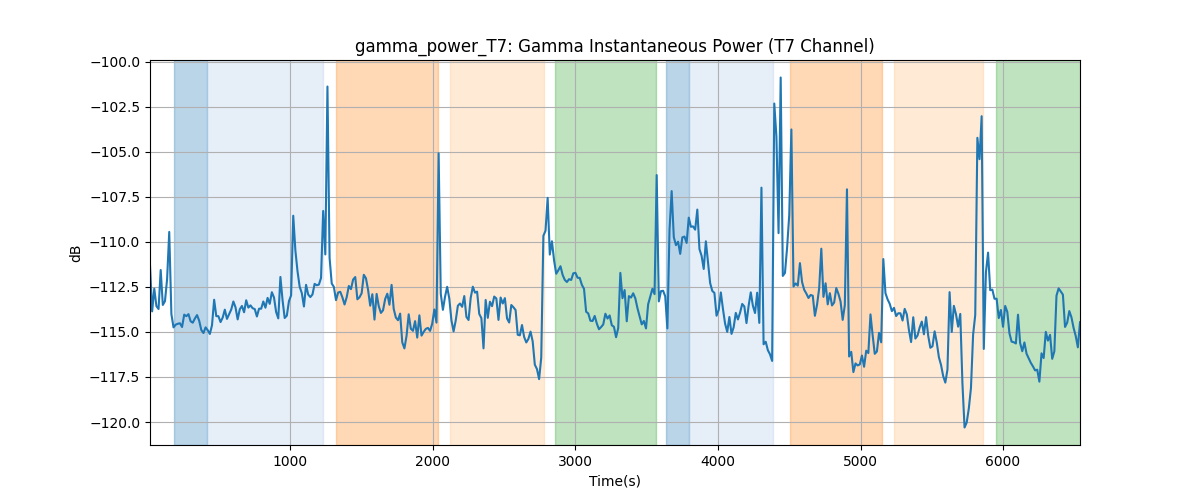 gamma_power_T7: Gamma Instantaneous Power (T7 Channel)
−100.0
−102.5
−105.0
−107.5
−110.0
−112.5
−115.0
−117.5
−120.0
dB
1000 2000 3000 4000 5000 6000
Time(s)